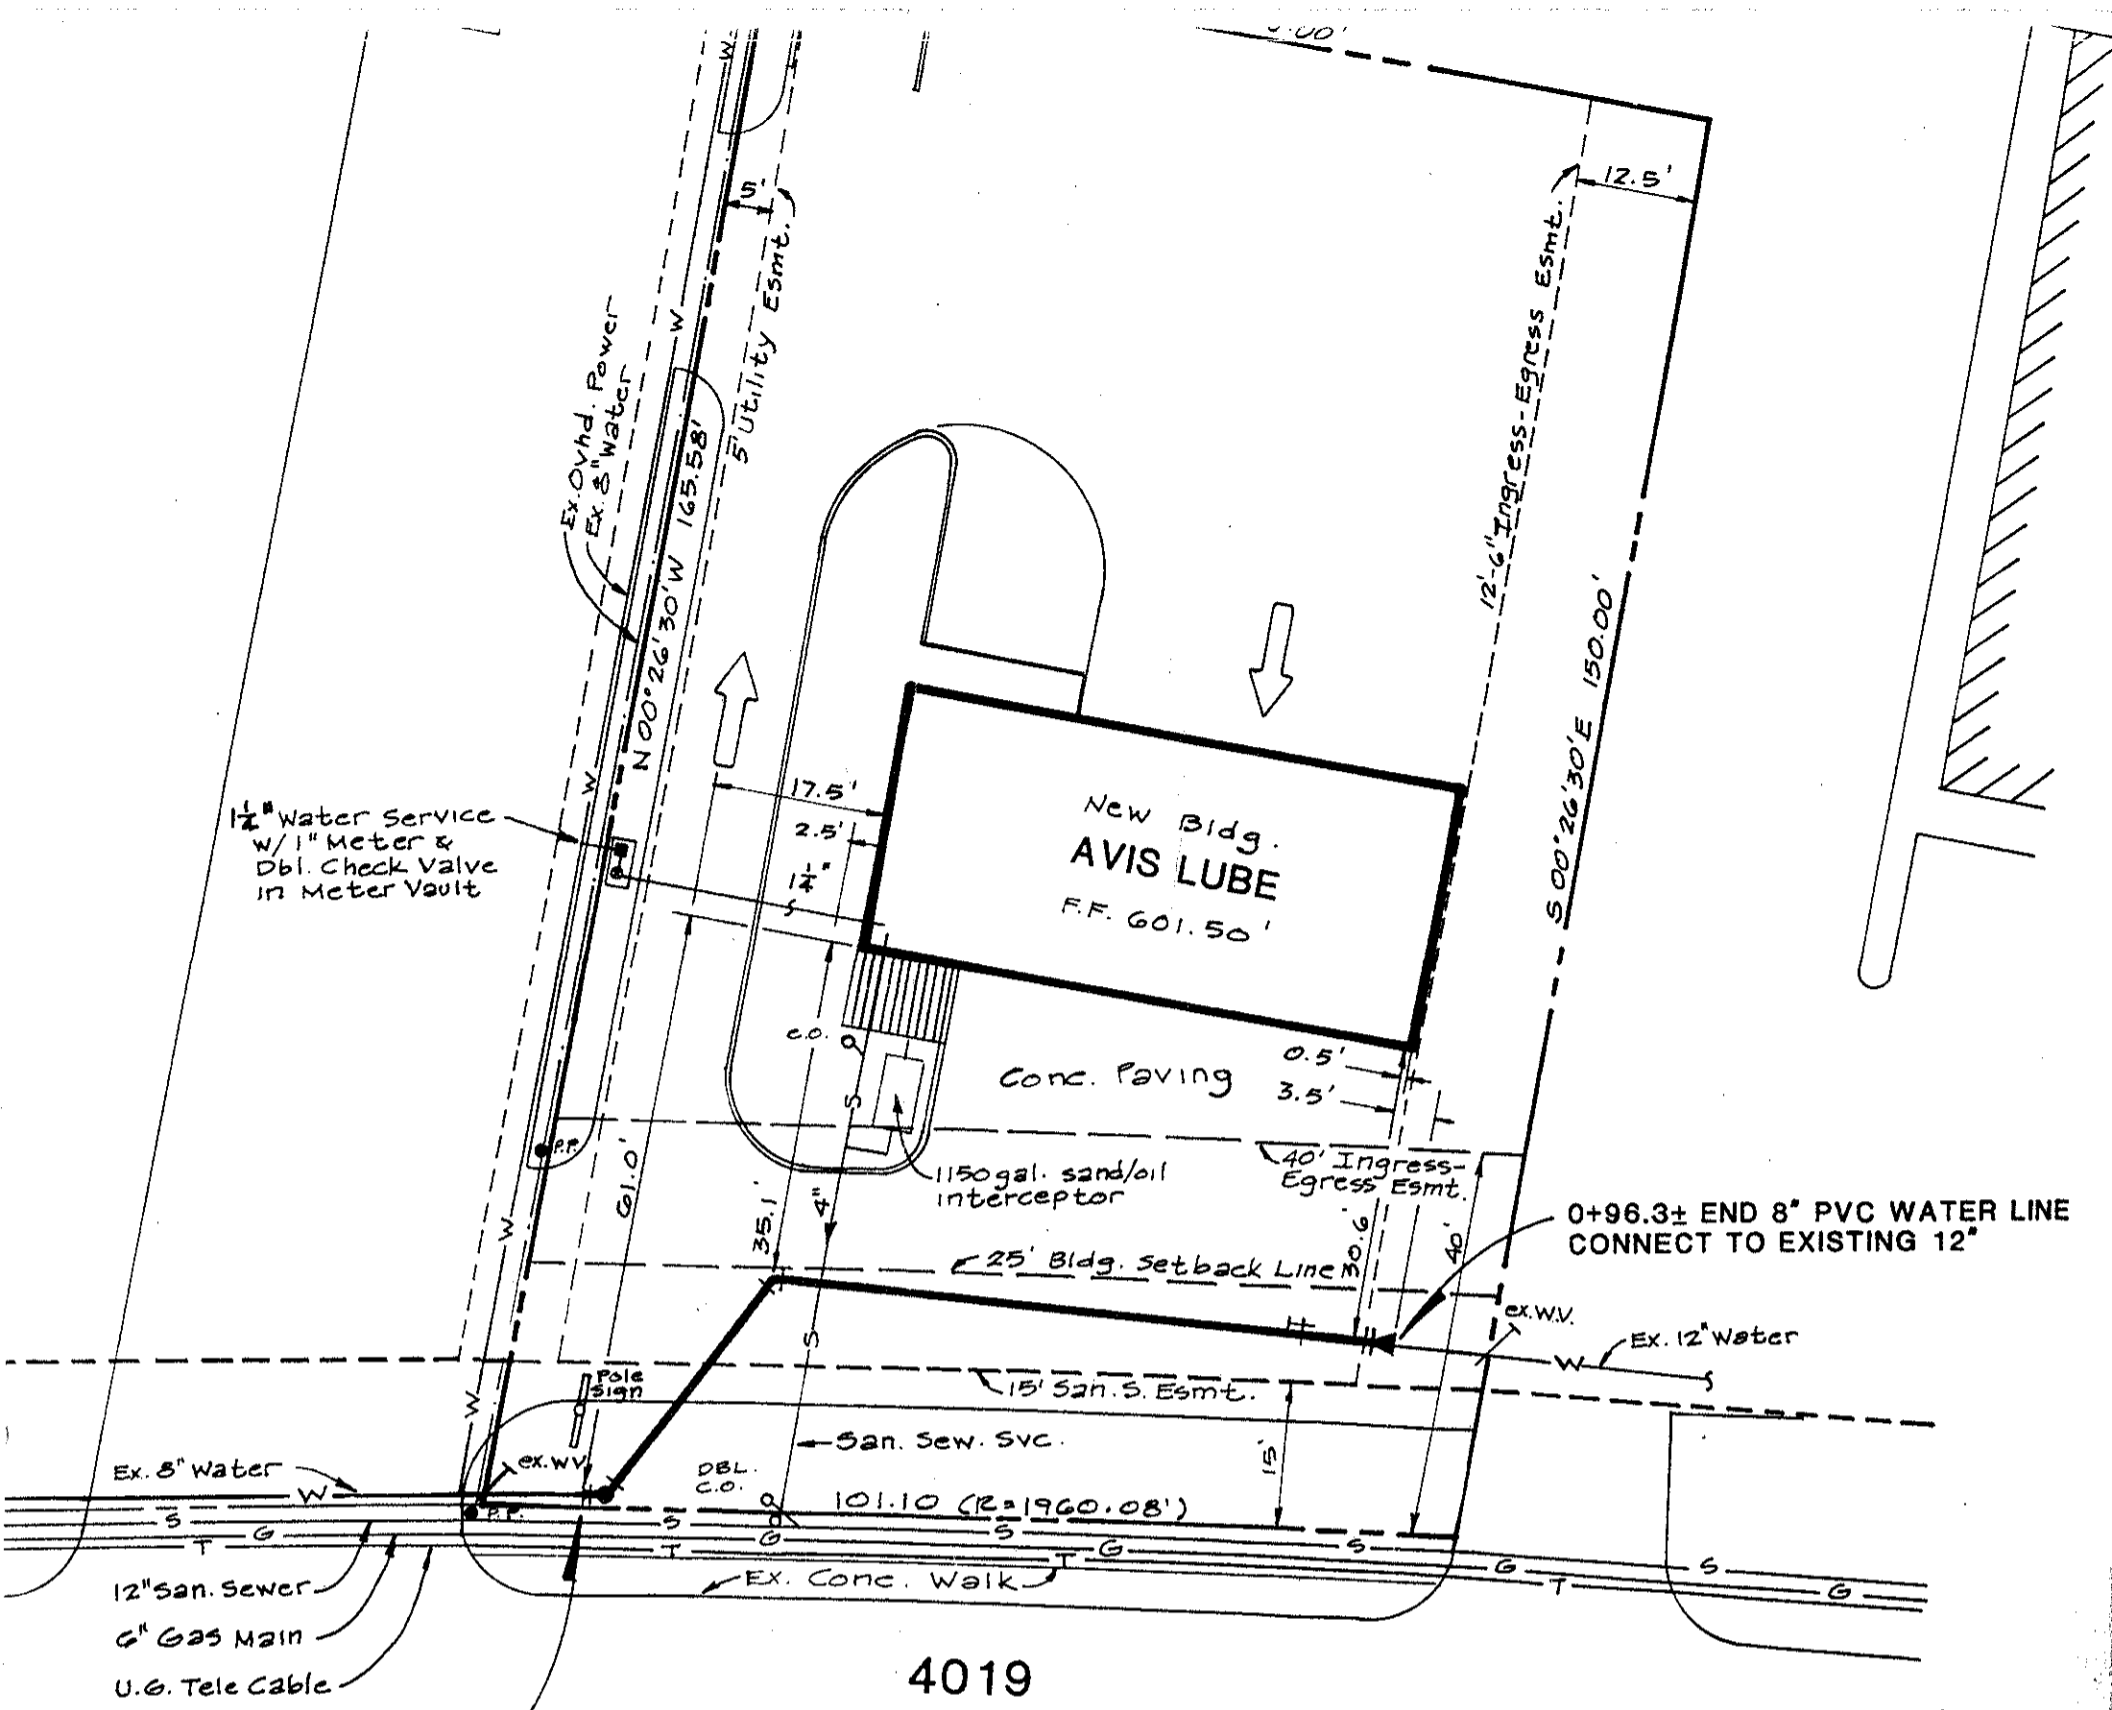 0.00'
W
12.5'
5'
5' Utility Esmt.
12'-6" Ingress-Egress Esmt.
Ex. Ovhd. Power
Ex. 8" Water
W
N 00°26'30'W 165.58'
S 00°26'30'E 150.00'
W
17.5'
2.5'
1¼"
1½" Water Service
W/ 1" Meter &
Dbl. Check Valve
in Meter Vault
New Bldg.
AVIS LUBE
F.F. 601.50'
C.O.
S
Conc. Paving
0.5'
3.5'
P.P.
61.0'
35.1'
4"
1150 gal. sand/oil
interceptor
40' Ingress-
Egress Esmt.
30.6'
40'
0+96.3± END 8" PVC WATER LINE
CONNECT TO EXISTING 12"
W
25' Bldg. Setback Line
ex. W.V.
Ex. 12" Water
W
S
W
Pole
Sign
15' San. S. Esmt.
15'
San. Sew. Svc.
Ex. 8" Water
W
ex. WV
DBL.
C.O.
101.10 (R=1960.08')
P.P.
S S S S S
G G G G G
T T T T
Ex. Conc. Walk
12" San. Sewer
6" Gas Main
U.G. Tele Cable
4019